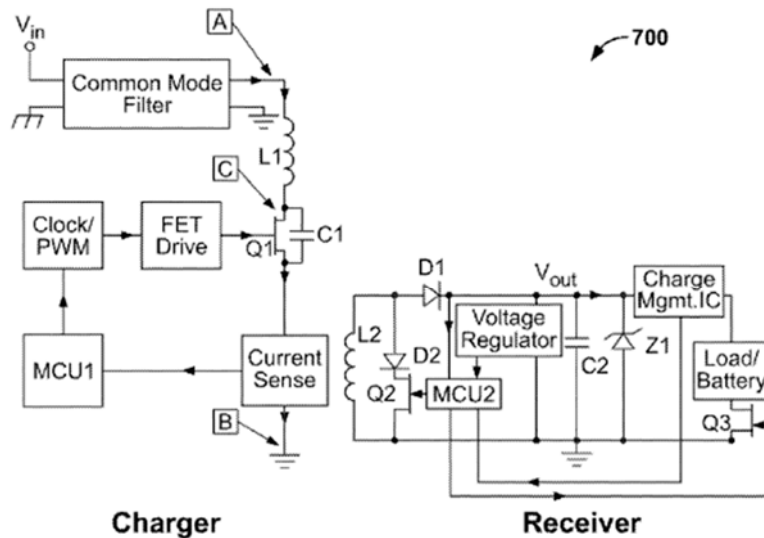 Vin
A
700
Common Mode
Filter
L1
C
Clock/
PWM
FET
Drive
Q1
C1
MCU1
Current
Sense
B
D1
Vout
Charge
Mgmt.IC
L2
D2
Voltage
Regulator
C2
Z1
Load/
Battery
Q2
MCU2
Q3
Charger
Receiver